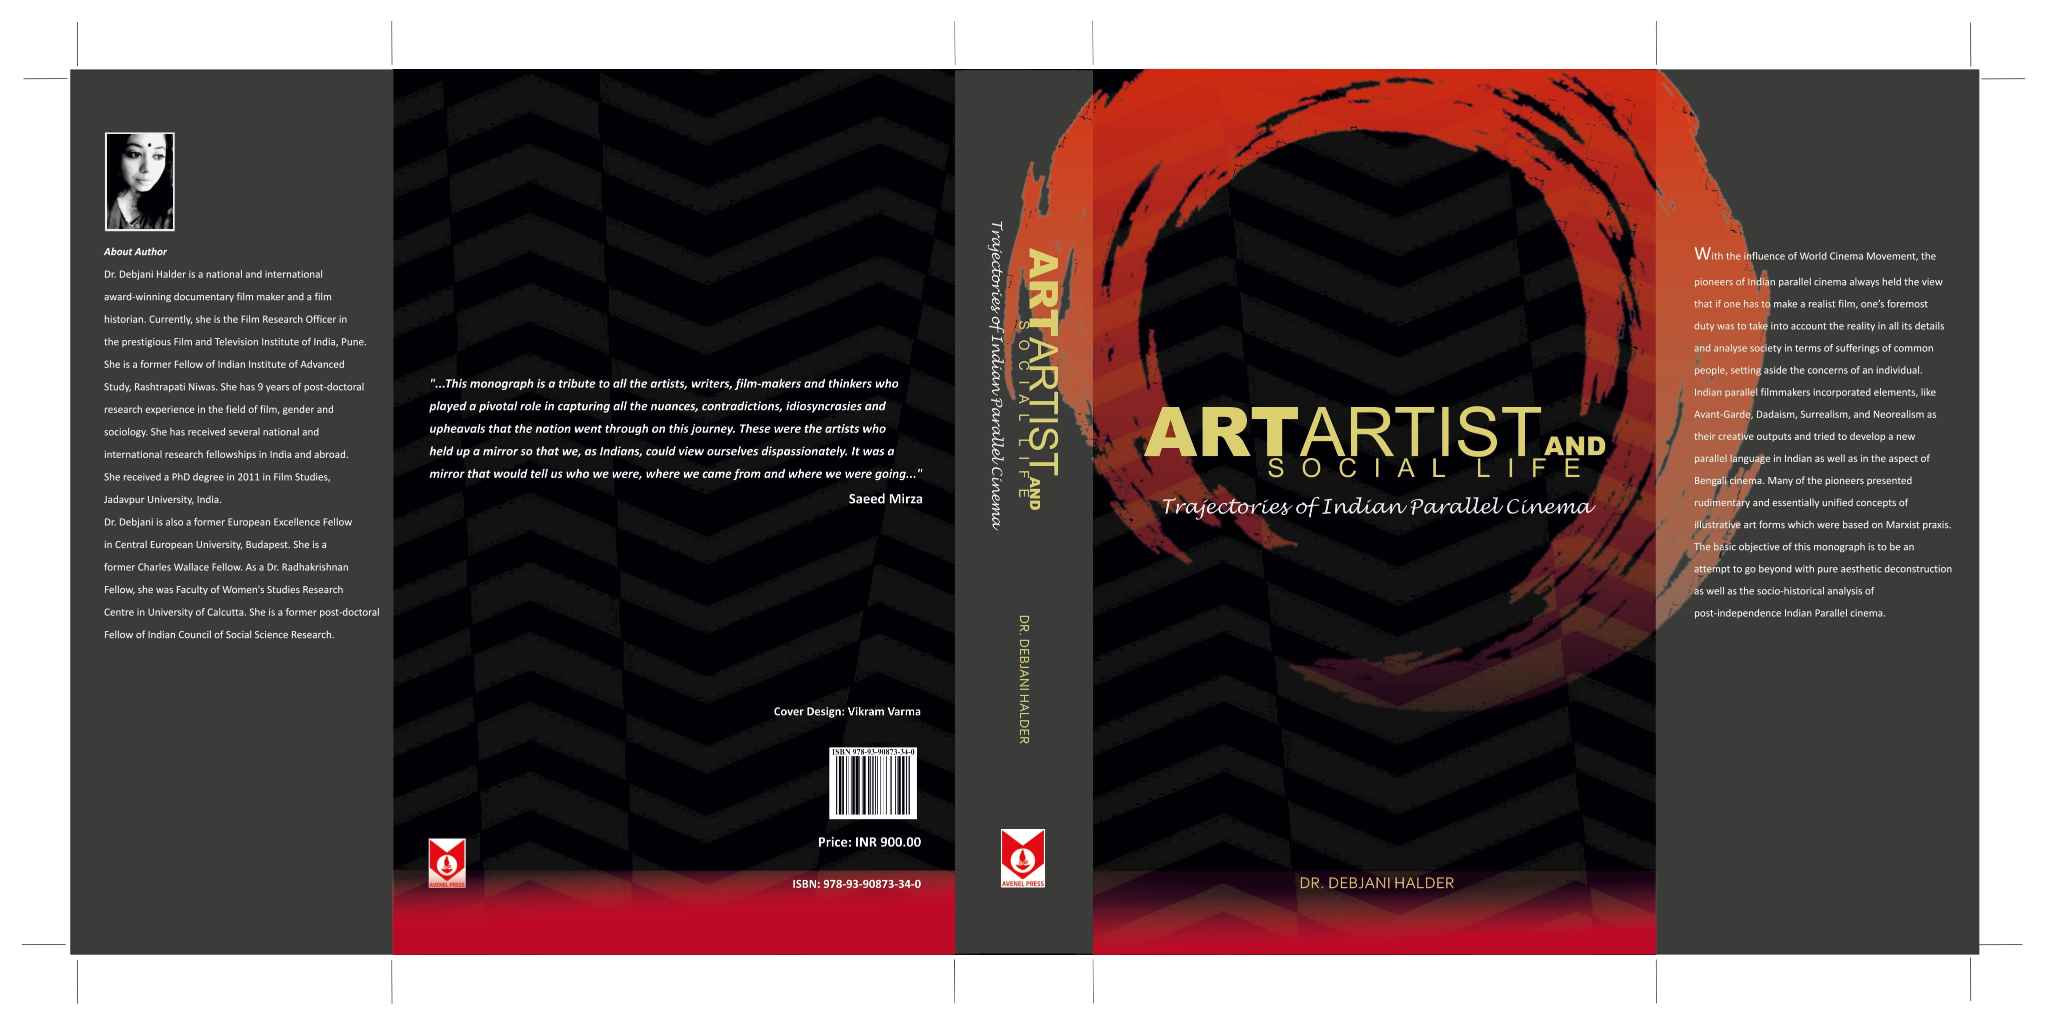 About Author
Dr. Debjani Halder is a national and international
award-winning documentary film maker and a film
historian. Currently, she is the Film Research Officer in
the prestigious Film and Television Institute of India, Pune.
She is a former Fellow of Indian Institute of Advanced
Study, Rashtrapati Niwas. She has 9 years of post-doctoral
research experience in the field of film, gender and
sociology. She has received several national and
international research fellowships in India and abroad.
She received a PhD degree in 2011 in Film Studies,
Jadavpur University, India.
Dr. Debjani is also a former European Excellence Fellow
in Central European University, Budapest. She is a
former Charles Wallace Fellow. As a Dr. Radhakrishnan
Fellow, she was Faculty of Women's Studies Research
Centre in University of Calcutta. She is a former post-doctoral
Fellow of Indian Council of Social Science Research.
"...This monograph is a tribute to all the artists, writers, film-makers and thinkers who
played a pivotal role in capturing all the nuances, contradictions, idiosyncrasies and
upheavals that the nation went through on this journey. These were the artists who
held up a mirror so that we, as Indians, could view ourselves dispassionately. It was a
mirror that would tell us who we were, where we came from and where we were going..."
Saeed Mirza
Cover Design: Vikram Varma
ISBN 978-93-90873-34-0
Price: INR 900.00
AVENEL PRESS
ISBN: 978-93-90873-34-0
ARTARTIST AND
SOCIAL LIFE
Trajectories of Indian Parallel Cinema
DR. DEBJANI HALDER
AVENEL PRESS
ARTARTIST AND
SOCIAL LIFE
Trajectories of Indian Parallel Cinema
DR. DEBJANI HALDER
With the influence of World Cinema Movement, the
pioneers of Indian parallel cinema always held the view
that if one has to make a realist film, one's foremost
duty was to take into account the reality in all its details
and analyse society in terms of sufferings of common
people, setting aside the concerns of an individual.
Indian parallel filmmakers incorporated elements, like
Avant-Garde, Dadaism, Surrealism, and Neorealism as
their creative outputs and tried to develop a new
parallel language in Indian as well as in the aspect of
Bengali cinema. Many of the pioneers presented
rudimentary and essentially unified concepts of
illustrative art forms which were based on Marxist praxis.
The basic objective of this monograph is to be an
attempt to go beyond with pure aesthetic deconstruction
as well as the socio-historical analysis of
post-independence Indian Parallel cinema.